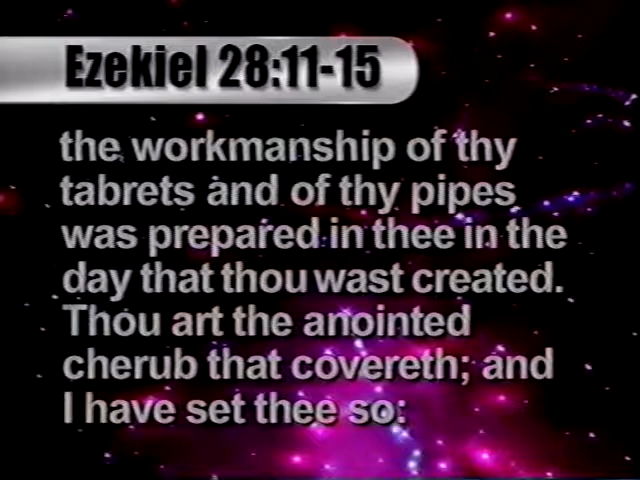 Ezekiel 28:11-15
the workmanship of thy
tabrets and of thy pipes
was prepared in thee in the
day that thou wast created.
Thou art the anointed
cherub that covereth; and
I have set thee so: